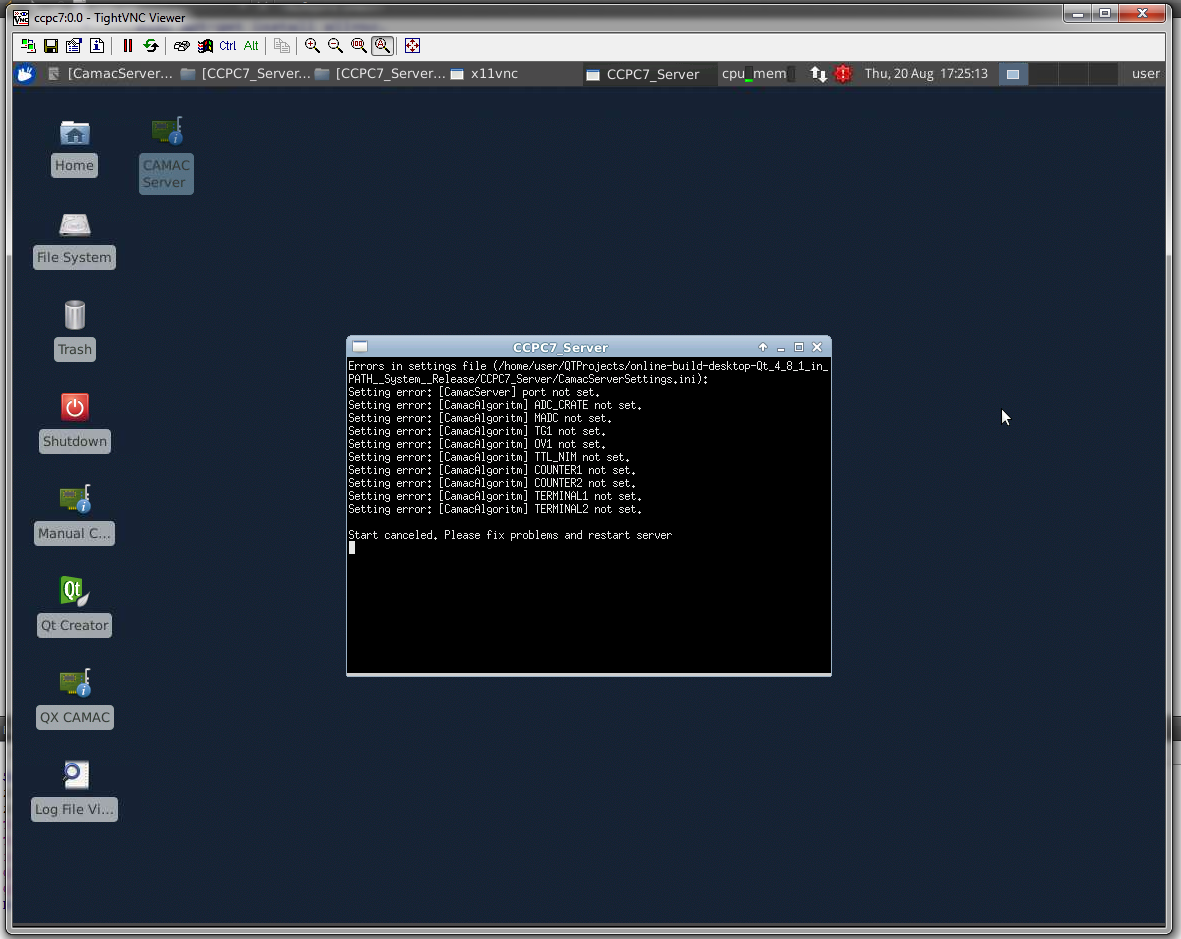 ccpc7:0.0 - TightVNC Viewer
Ctrl Alt
[CamacServer... [CCPC7_Server... [CCPC7_Server... x11vnc CCPC7_Server cpu_mem Thu, 20 Aug 17:25:13 user
Home
CAMAC
Server
File System
Trash
Shutdown
Manual C...
Qt Creator
QX CAMAC
Log File Vi...
CCPC7_Server
Errors in settings file (/home/user/QTProjects/online-build-desktop-Qt_4_8_1_in_
PATH__System__Release/CCPC7_Server/CamacServerSettings.ini):
Setting error: [CamacServer] port not set.
Setting error: [CamacAlgoritm] ADC_CRATE not set.
Setting error: [CamacAlgoritm] MADC not set.
Setting error: [CamacAlgoritm] TG1 not set.
Setting error: [CamacAlgoritm] OV1 not set.
Setting error: [CamacAlgoritm] TTL_NIM not set.
Setting error: [CamacAlgoritm] COUNTER1 not set.
Setting error: [CamacAlgoritm] COUNTER2 not set.
Setting error: [CamacAlgoritm] TERMINAL1 not set.
Setting error: [CamacAlgoritm] TERMINAL2 not set.
Start canceled. Please fix problems and restart server